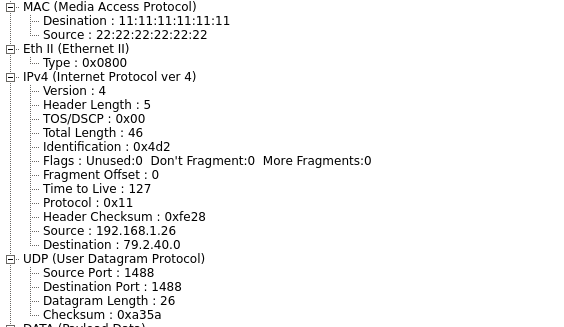 MAC (Media Access Protocol)
Desination : 11:11:11:11:11:11
Source : 22:22:22:22:22:22
Eth II (Ethernet II)
Type : 0x0800
IPv4 (Internet Protocol ver 4)
Version : 4
Header Length : 5
TOS/DSCP : 0x00
Total Length : 46
Identification : 0x4d2
Flags : Unused:0  Don't Fragment:0  More Fragments:0
Fragment Offset : 0
Time to Live : 127
Protocol : 0x11
Header Checksum : 0xfe28
Source : 192.168.1.26
Destination : 79.2.40.0
UDP (User Datagram Protocol)
Source Port : 1488
Destination Port : 1488
Datagram Length : 26
Checksum : 0xa35a
DATA (Payload Data)